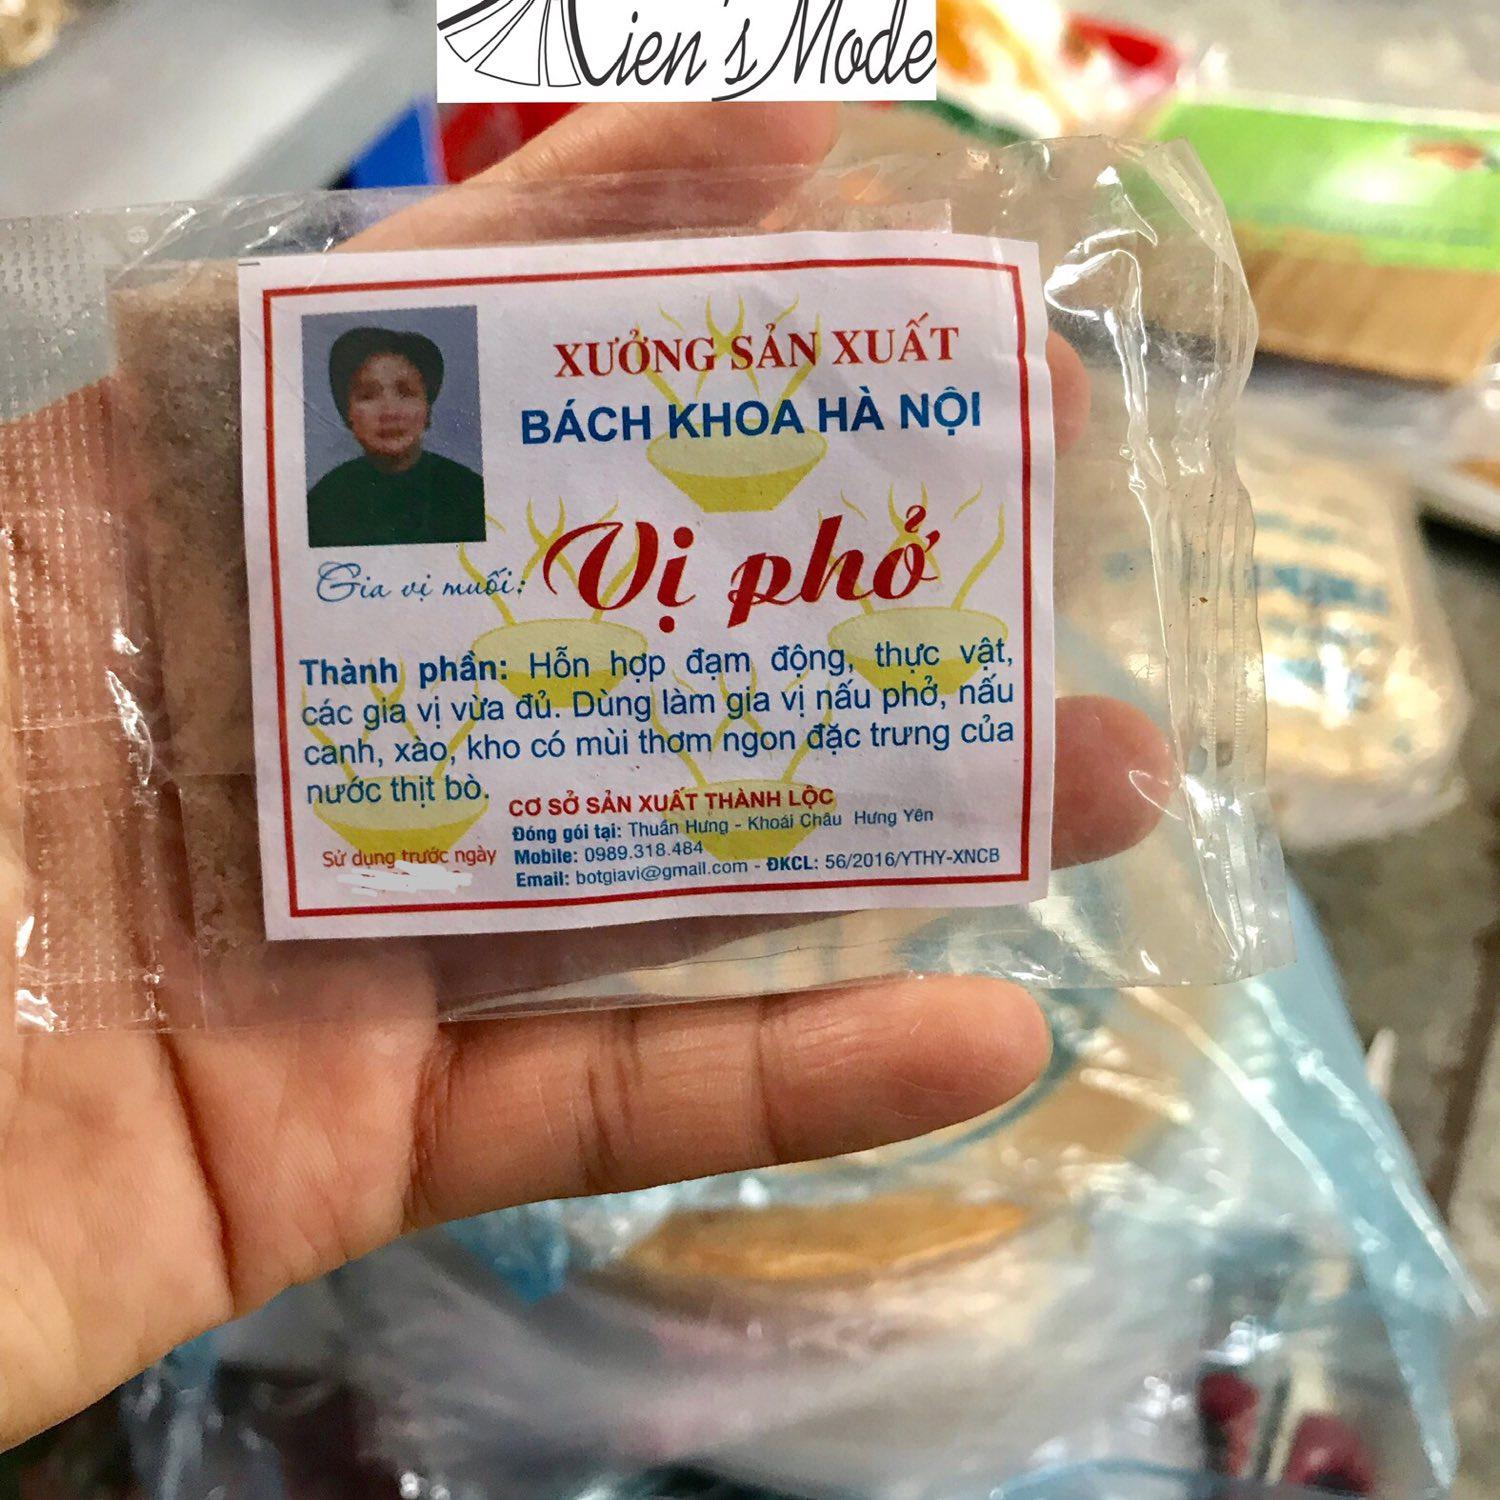 Kien's Mode
XƯỞNG SẢN XUẤT
BÁCH KHOA HÀ NỘI
Gia vị muối: Vị phở
Thành phần: Hỗn hợp đạm động, thực vật,
các gia vị vừa đủ. Dùng làm gia vị nấu phở, nấu
canh, xào, kho có mùi thơm ngon đặc trưng của
nước thịt bò.
CƠ SỞ SẢN XUẤT THÀNH LỘC
Đóng gói tại: Thuần Hưng - Khoái Châu Hưng Yên
Sử dụng trước ngày
Mobile: 0989.318.484
Email: botgiavi@gmail.com - ĐKCL: 56/2016/YTHY-XNCB